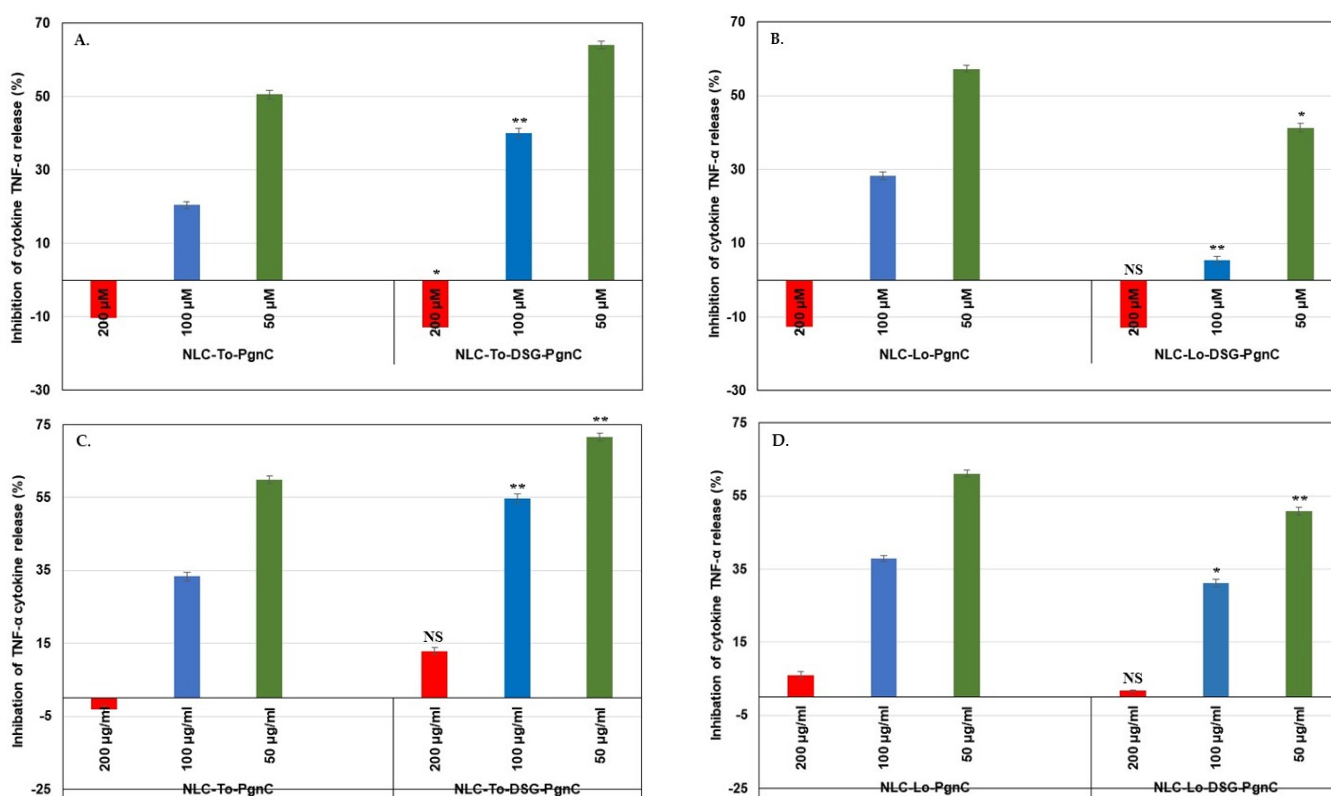 A.
Inhibition of cytokine TNF-α release (%)
70
50
30
10
-10
-30
**
*
200 µM
100 µM
50 µM
200 µM
100 µM
50 µM
NLC-To-PgnC
NLC-To-DSG-PgnC
B.
Inhibition of cytokine TNF-α release (%)
70
50
30
10
-10
-30
*
**
NS
200 µM
100 µM
50 µM
200 µM
100 µM
50 µM
NLC-Lo-PgnC
NLC-Lo-DSG-PgnC
C.
Inhibation of TNF-α cytokine release (%)
75
55
35
15
-5
-25
**
**
NS
200 µg/ml
100 µg/ml
50 µg/ml
200 µg/ml
100 µg/ml
50 µg/ml
NLC-To-PgnC
NLC-To-DSG-PgnC
D.
Inhibation of cytokine TNF-α release (%)
75
55
35
15
-5
-25
**
*
NS
200 µg/ml
100 µg/ml
50 µg/ml
200 µg/ml
100 µg/ml
50 µg/ml
NLC-Lo-PgnC
NLC-Lo-DSG-PgnC